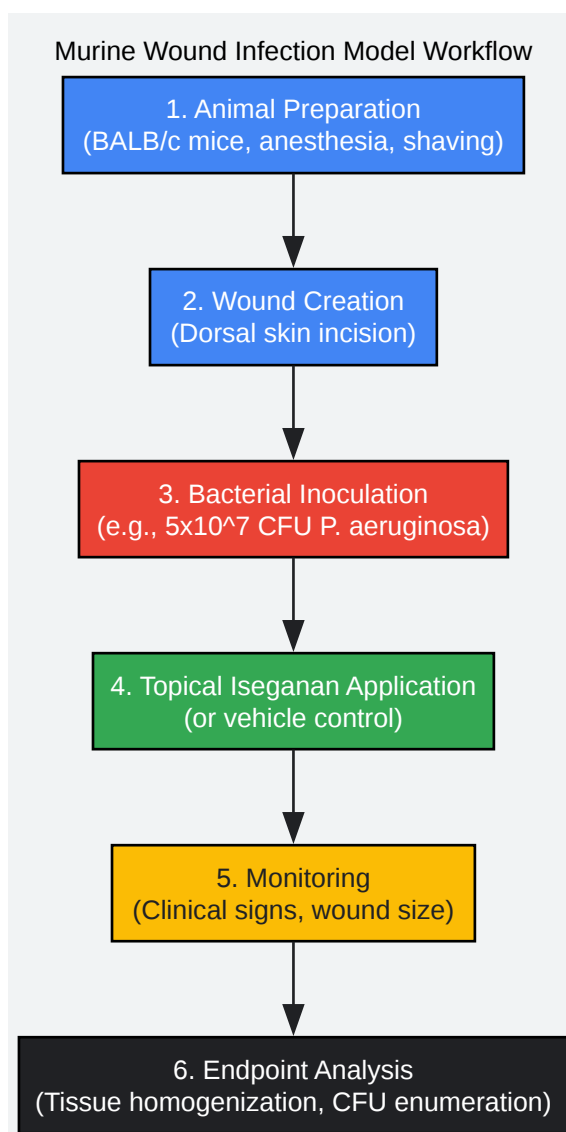 Murine Wound Infection Model Workflow
1. Animal Preparation
(BALB/c mice, anesthesia, shaving)
2. Wound Creation
(Dorsal skin incision)
3. Bacterial Inoculation
(e.g., 5x10^7 CFU P. aeruginosa)
4. Topical Iseganan Application
(or vehicle control)
5. Monitoring
(Clinical signs, wound size)
6. Endpoint Analysis
(Tissue homogenization, CFU enumeration)